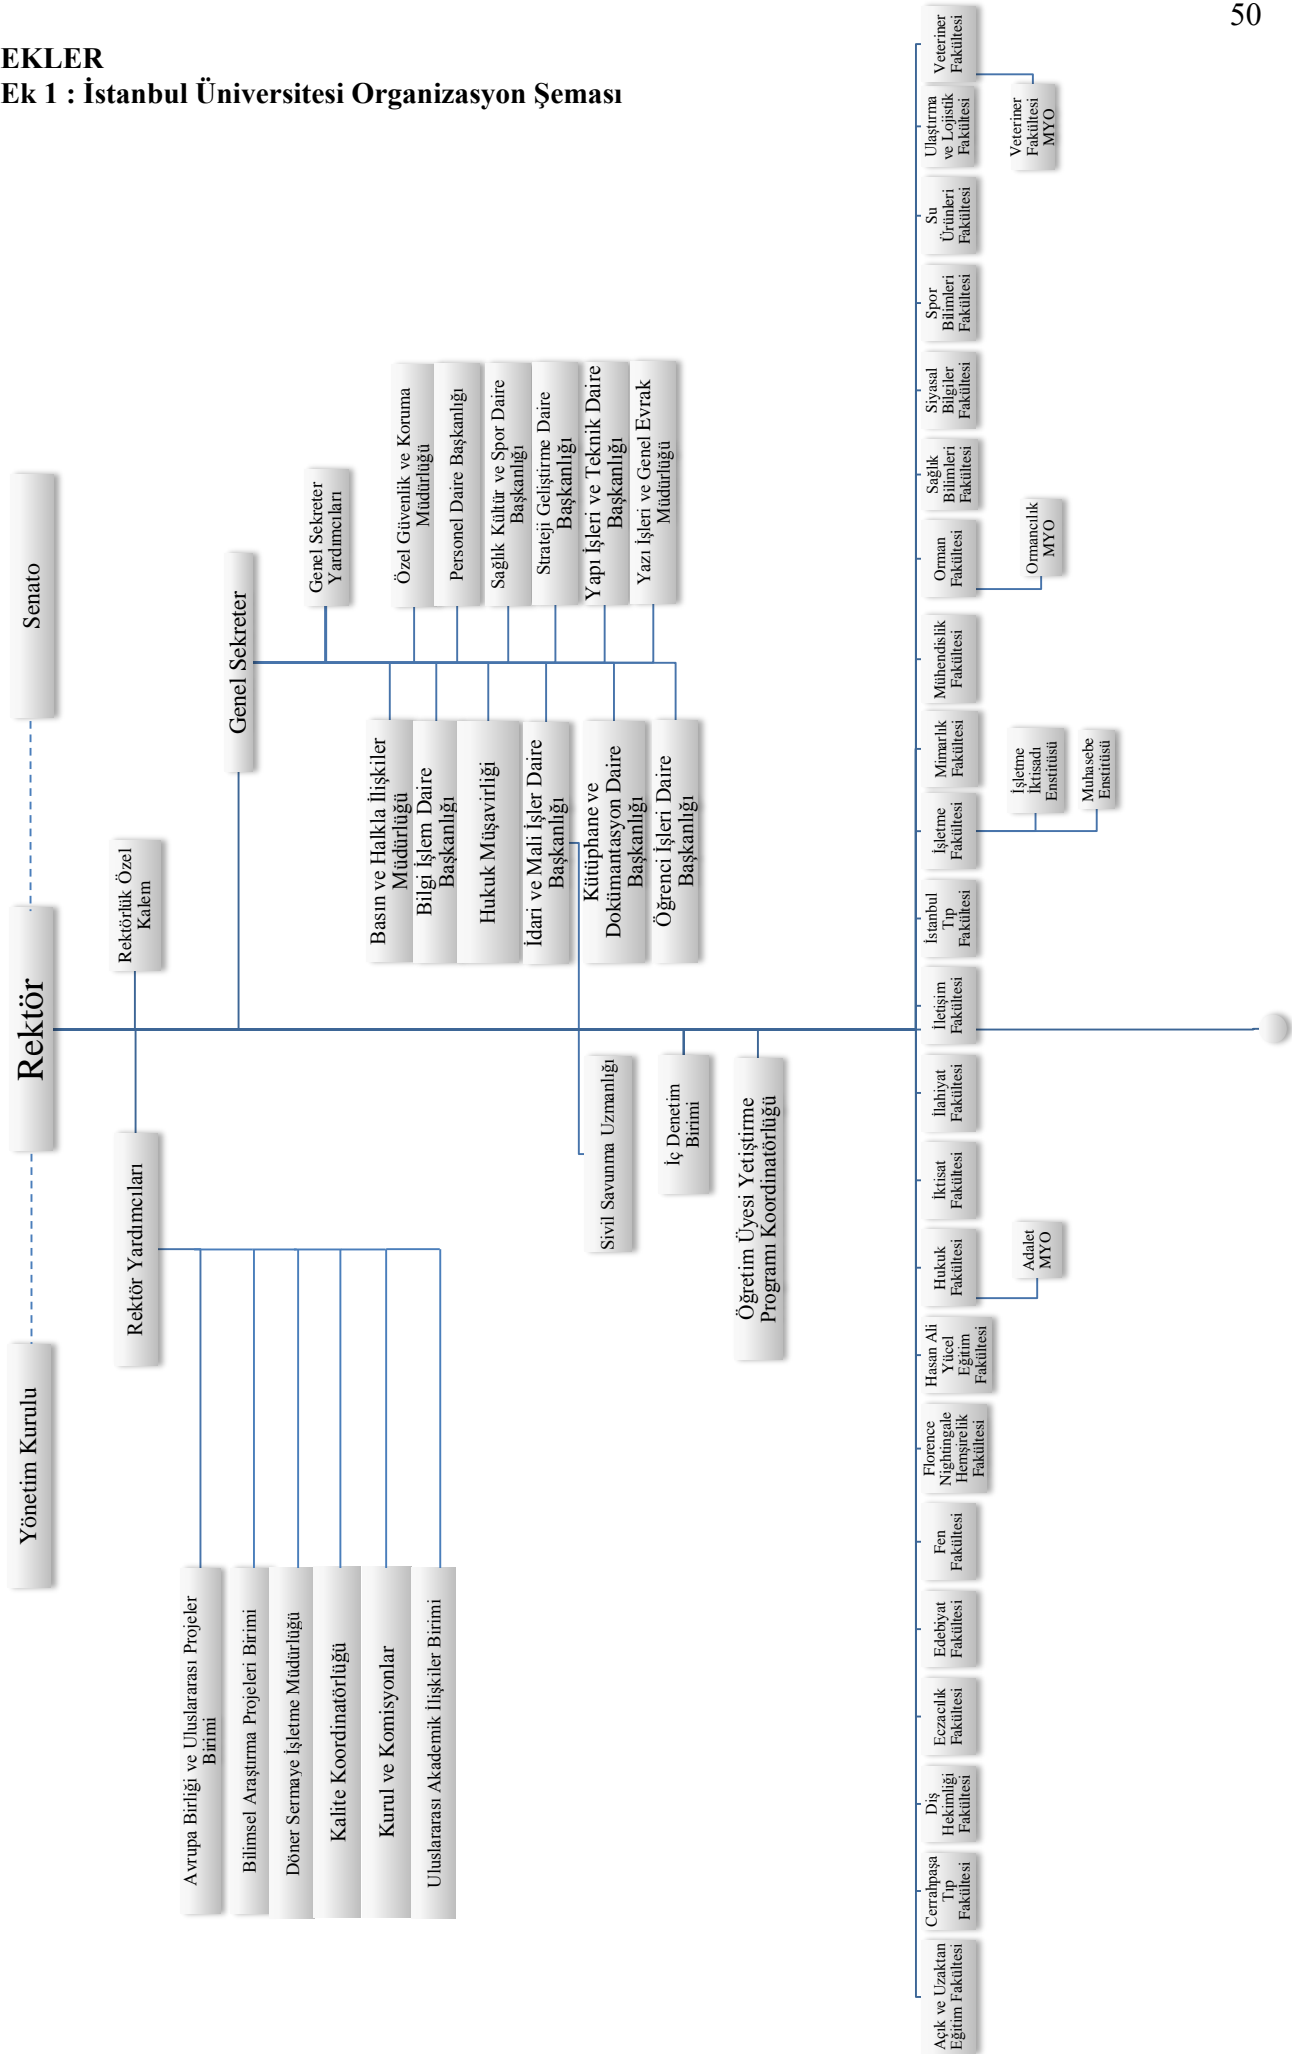 50
EKLER
Ek 1 : İstanbul Üniversitesi Organizasyon Şeması
Yönetim Kurulu
Rektör
Senato
Rektör Yardımcıları
Rektörlük Özel
Kalem
Genel Sekreter
Genel Sekreter
Yardımcıları
Avrupa Birliği ve Uluslararası Projeler
Birimi
Bilimsel Araştırma Projeleri Birimi
Döner Sermaye İşletme Müdürlüğü
Kalite Koordinatörlüğü
Kurul ve Komisyonlar
Uluslararası Akademik İlişkiler Birimi
Basın ve Halkla İlişkiler
Müdürlüğü
Bilgi İşlem Daire
Başkanlığı
Hukuk Müşavirliği
İdari ve Mali İşler Daire
Başkanlığı
Kütüphane ve
Dokümantasyon Daire
Başkanlığı
Öğrenci İşleri Daire
Başkanlığı
Özel Güvenlik ve Koruma
Müdürlüğü
Personel Daire Başkanlığı
Sağlık Kültür ve Spor Daire
Başkanlığı
Strateji Geliştirme Daire
Başkanlığı
Yapı İşleri ve Teknik Daire
Başkanlığı
Yazı İşleri ve Genel Evrak
Müdürlüğü
Sivil Savunma Uzmanlığı
İç Denetim
Birimi
Öğretim Üyesi Yetiştirme
Programı Koordinatörlüğü
Açık ve Uzaktan
Eğitim Fakültesi
Cerrahpaşa
Tıp
Fakültesi
Diş
Hekimliği
Fakültesi
Eczacılık
Fakültesi
Edebiyat
Fakültesi
Fen
Fakültesi
Florence
Nightingale
Hemşirelik
Fakültesi
Hasan Ali
Yücel
Eğitim
Fakültesi
Hukuk
Fakültesi
Adalet
MYO
İktisat
Fakültesi
İlahiyat
Fakültesi
İletişim
Fakültesi
İstanbul
Tıp
Fakültesi
İşletme
Fakültesi
İşletme
İktisadı
Enstitüsü
Muhasebe
Enstitüsü
Mimarlık
Fakültesi
Mühendislik
Fakültesi
Orman
Fakültesi
Ormancılık
MYO
Sağlık
Bilimleri
Fakültesi
Siyasal
Bilgiler
Fakültesi
Spor
Bilimleri
Fakültesi
Su
Ürünleri
Fakültesi
Ulaştırma
ve Lojistik
Fakültesi
Veteriner
Fakültesi
Veteriner
Fakültesi
MYO